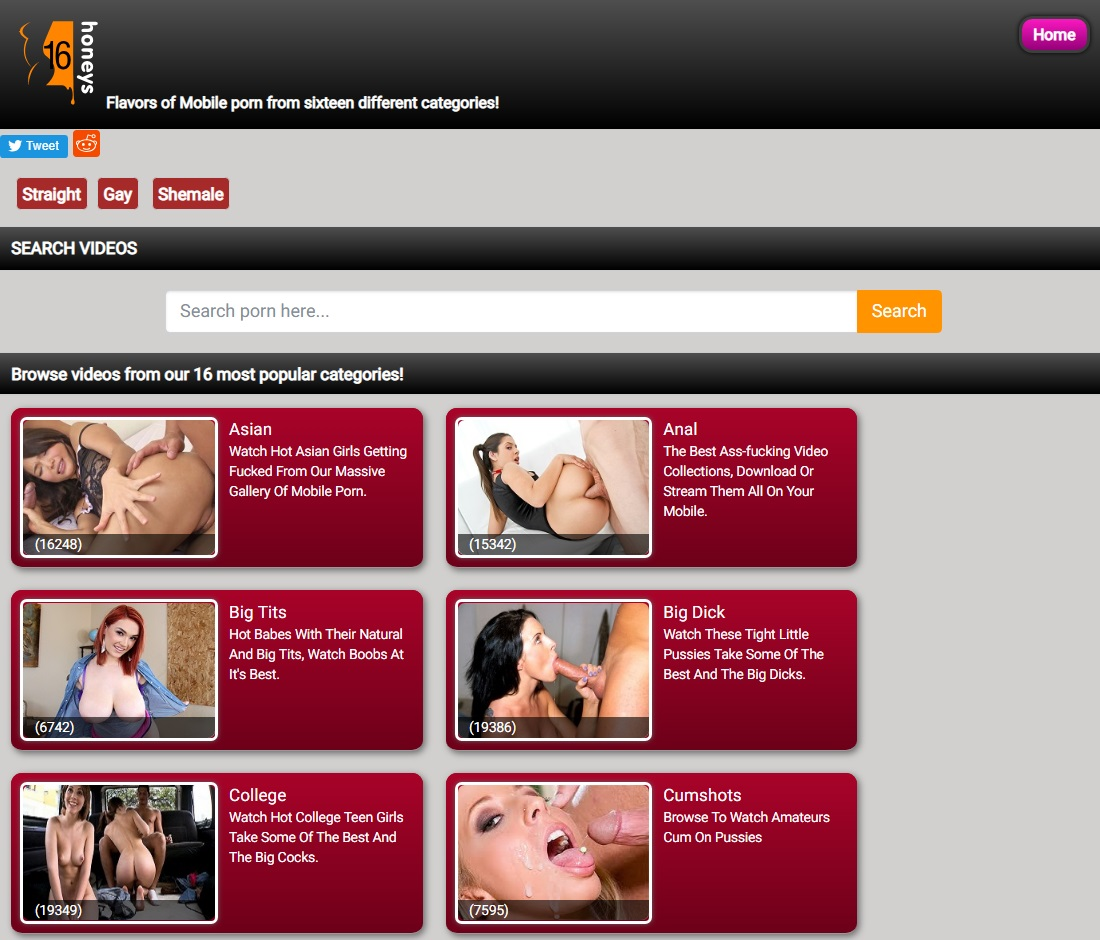 16
honeys
Home
Flavors of Mobile porn from sixteen different categories!
Tweet
Straight Gay Shemale
SEARCH VIDEOS
Search porn here...
Search
Browse videos from our 16 most popular categories!
Asian
Watch Hot Asian Girls Getting
Fucked From Our Massive
Gallery Of Mobile Porn.
(16248)
Anal
The Best Ass-fucking Video
Collections, Download Or
Stream Them All On Your
Mobile.
(15342)
Big Tits
Hot Babes With Their Natural
And Big Tits, Watch Boobs At
It's Best.
(6742)
Big Dick
Watch These Tight Little
Pussies Take Some Of The
Best And The Big Dicks.
(19386)
College
Watch Hot College Teen Girls
Take Some Of The Best And
The Big Cocks.
(19349)
Cumshots
Browse To Watch Amateurs
Cum On Pussies
(7595)